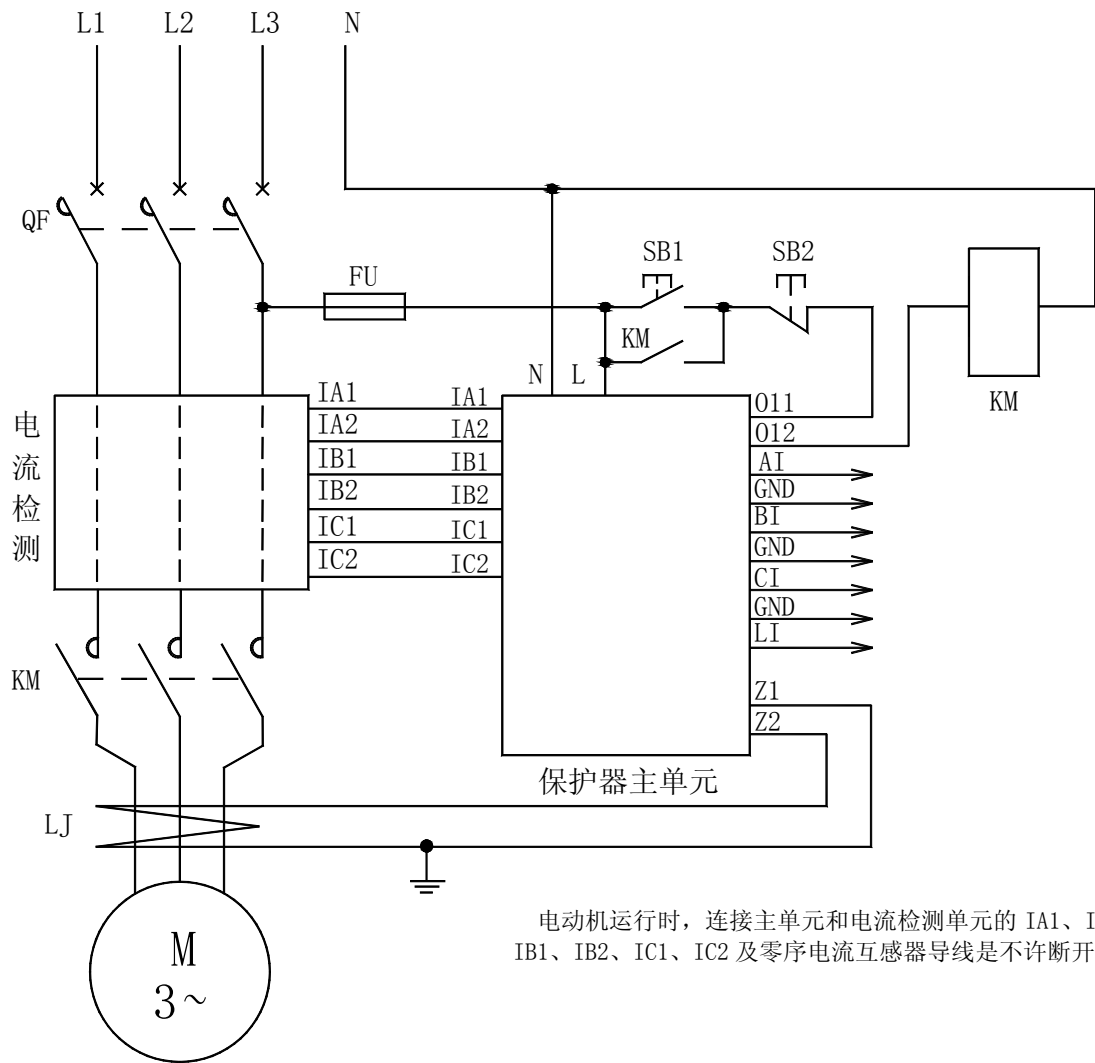 L1 L2 L3 N
QF
SB1 SB2
FU
KM
N L
KM
IA1 IA1 O11
IA2 IA2 O12
IB1 IB1 AI
IB2 IB2 GND
IC1 IC1 BI
IC2 IC2 GND
CI
GND
LI
电流检测
KM
Z1
Z2
保护器主单元
LJ
M
3~
电动机运行时，连接主单元和电流检测单元的 IA1、
IB1、IB2、IC1、IC2 及零序电流互感器导线是不许断开